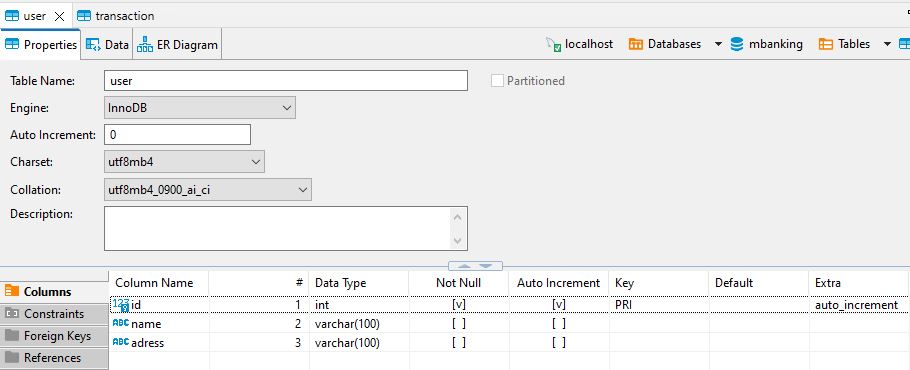 user transaction
Properties Data ER Diagram localhost Databases mbanking Tables
Table Name: user Partitioned
Engine: InnoDB
Auto Increment: 0
Charset: utf8mb4
Collation: utf8mb4_0900_ai_ci
Description:
Columns
Constraints
Foreign Keys
References
Column Name # Data Type Not Null Auto Increment Key Default Extra
123 id 1 int [v] [v] PRI auto_increment
ABC name 2 varchar(100) [ ] [ ]
ABC adress 3 varchar(100) [ ] [ ]